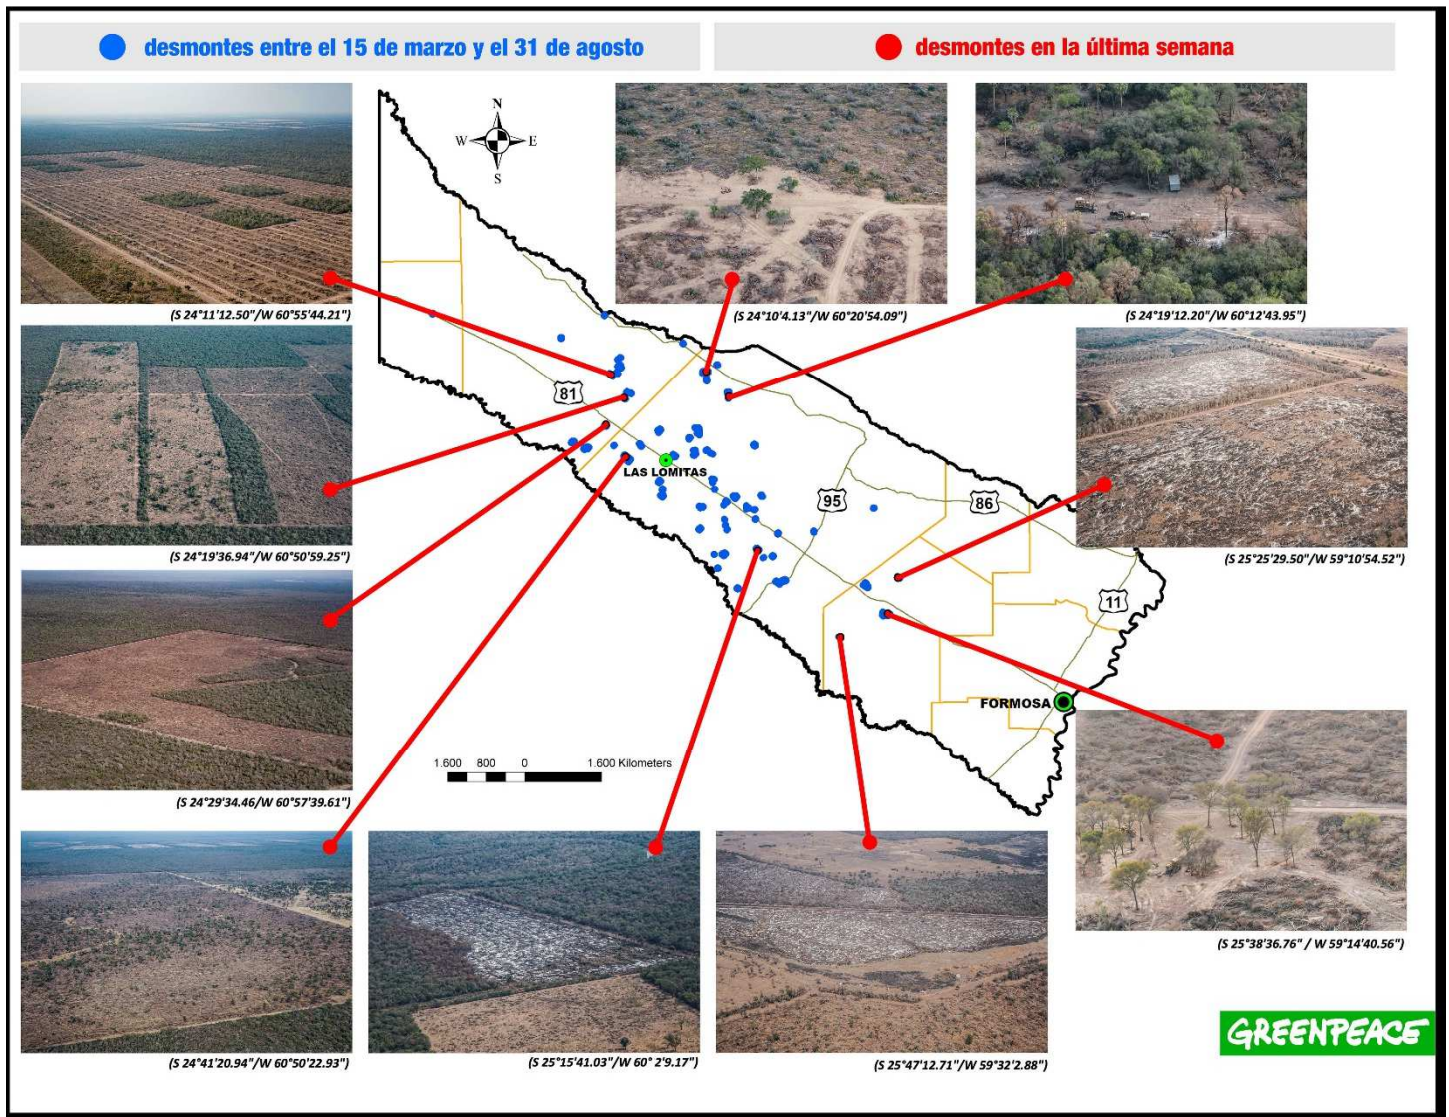 desmontes entre el 15 de marzo y el 31 de agosto
desmontes en la última semana
N
W E
S
(S 24°11'12.50"/W 60°55'44.21")
(S 24°10'4.13"/W 60°20'54.09")
(S 24°19'12.20"/W 60°12'43.95")
81
LAS LOMITAS
95
86
(S 24°19'36.94"/W 60°50'59.25")
(S 25°25'29.50"/W 59°10'54.52")
11
FORMOSA
1.600 800 0 1.600 Kilometers
(S 24°29'34.46/W 60°57'39.61")
(S 25°38'36.76" / W 59°14'40.56")
(S 24°41'20.94"/W 60°50'22.93")
(S 25°15'41.03"/W 60° 2'9.17")
(S 25°47'12.71"/W 59°32'2.88")
GREENPEACE